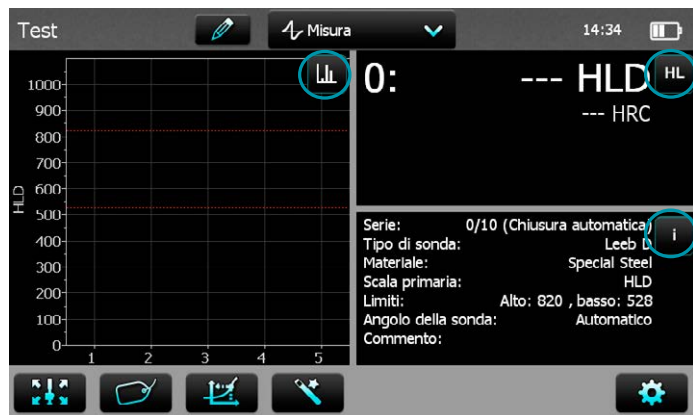 Test
Misura
14:34
HLD
1000
900
800
700
600
500
400
300
200
100
0
1 2 3 4 5
0: --- HLD
HL
--- HRC
Serie: 0/10 (Chiusura automatica)
i
Tipo di sonda: Leeb D
Materiale: Special Steel
Scala primaria: HLD
Limiti: Alto: 820 , basso: 528
Angolo della sonda: Automatico
Commento: